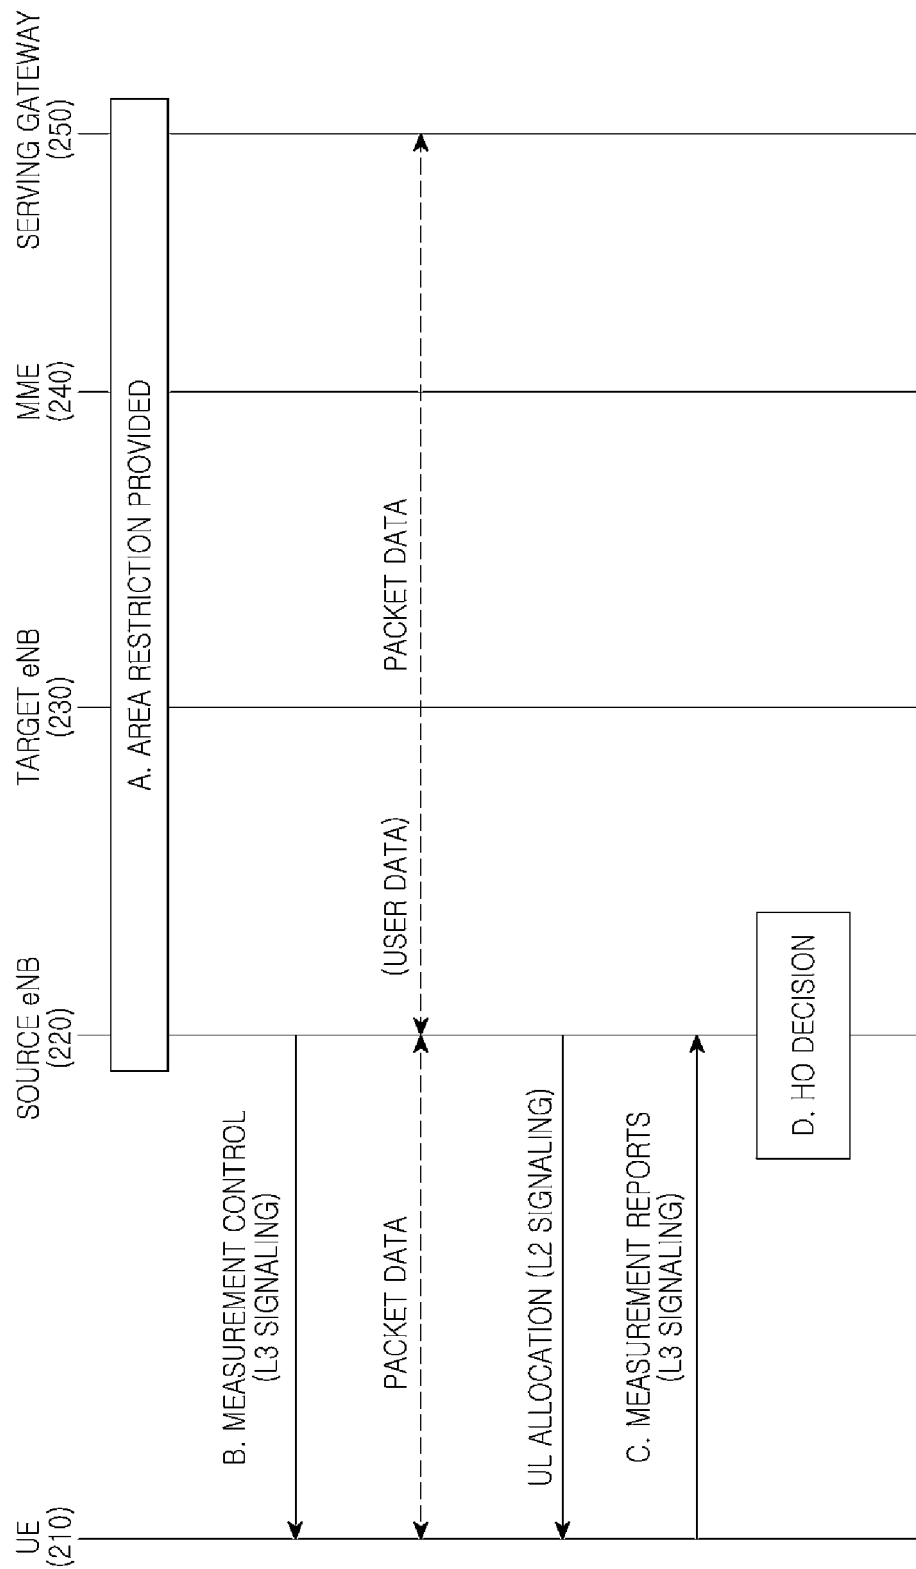 UE
(210)
SOURCE eNB
(220)
TARGET eNB
(230)
MME
(240)
SERVING GATEWAY
(250)
A. AREA RESTRICTION PROVIDED
B. MEASUREMENT CONTROL
(L3 SIGNALING)
PACKET DATA
(USER DATA)
PACKET DATA
UL ALLOCATION (L2 SIGNALING)
C. MEASUREMENT REPORTS
(L3 SIGNALING)
D. HO DECISION